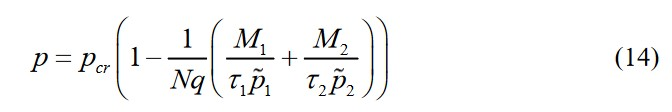 p = p_{cr} \left( 1 - \frac{1}{Nq} \left( \frac{M_1}{\tau_1 \tilde{p}_1} + \frac{M_2}{\tau_2 \tilde{p}_2} \right) \right) (14)